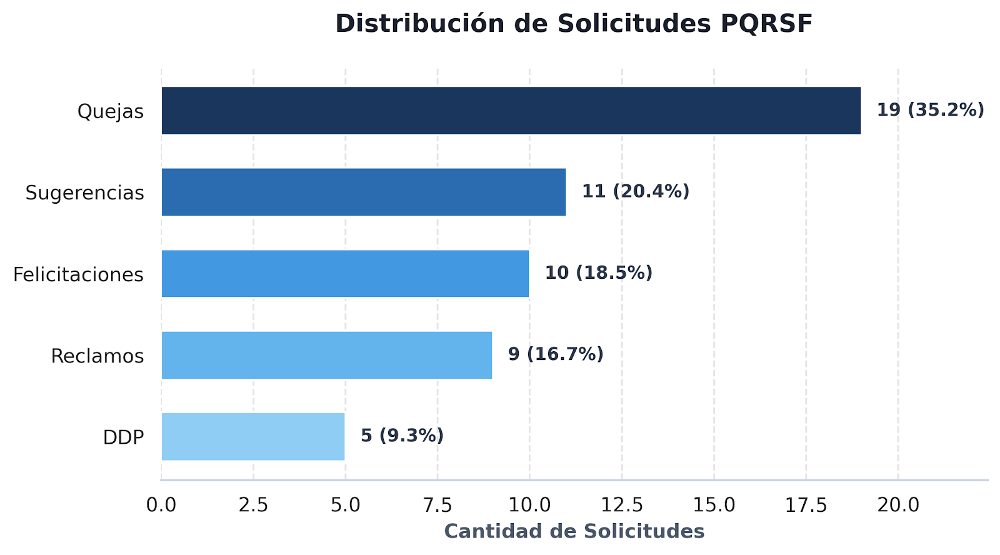 Distribución de Solicitudes PQRSF
Quejas
19 (35.2%)
Sugerencias
11 (20.4%)
Felicitaciones
10 (18.5%)
Reclamos
9 (16.7%)
DDP
5 (9.3%)
0.0 2.5 5.0 7.5 10.0 12.5 15.0 17.5 20.0
Cantidad de Solicitudes